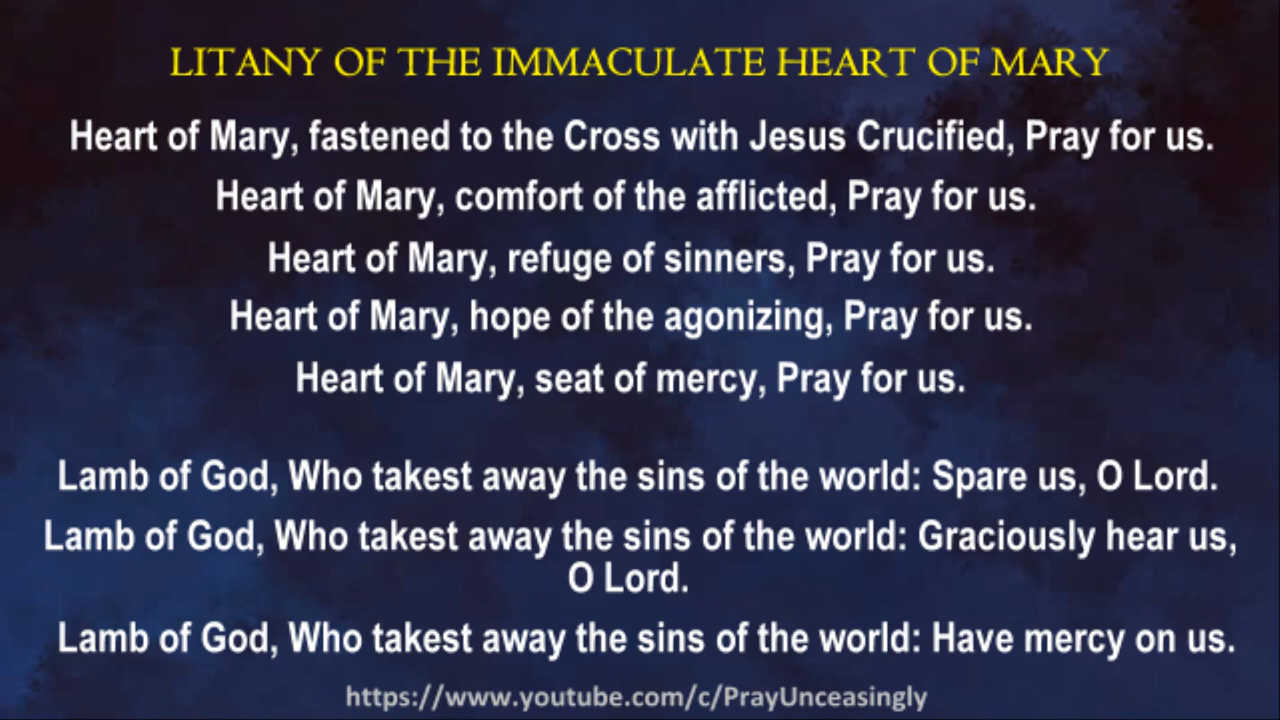 LITANY OF THE IMMACULATE HEART OF MARY
Heart of Mary, fastened to the Cross with Jesus Crucified, Pray for us.
Heart of Mary, comfort of the afflicted, Pray for us.
Heart of Mary, refuge of sinners, Pray for us.
Heart of Mary, hope of the agonizing, Pray for us.
Heart of Mary, seat of mercy, Pray for us.
Lamb of God, Who takest away the sins of the world: Spare us, O Lord.
Lamb of God, Who takest away the sins of the world: Graciously hear us,
O Lord.
Lamb of God, Who takest away the sins of the world: Have mercy on us.
https://www.youtube.com/c/PrayUnceasingly